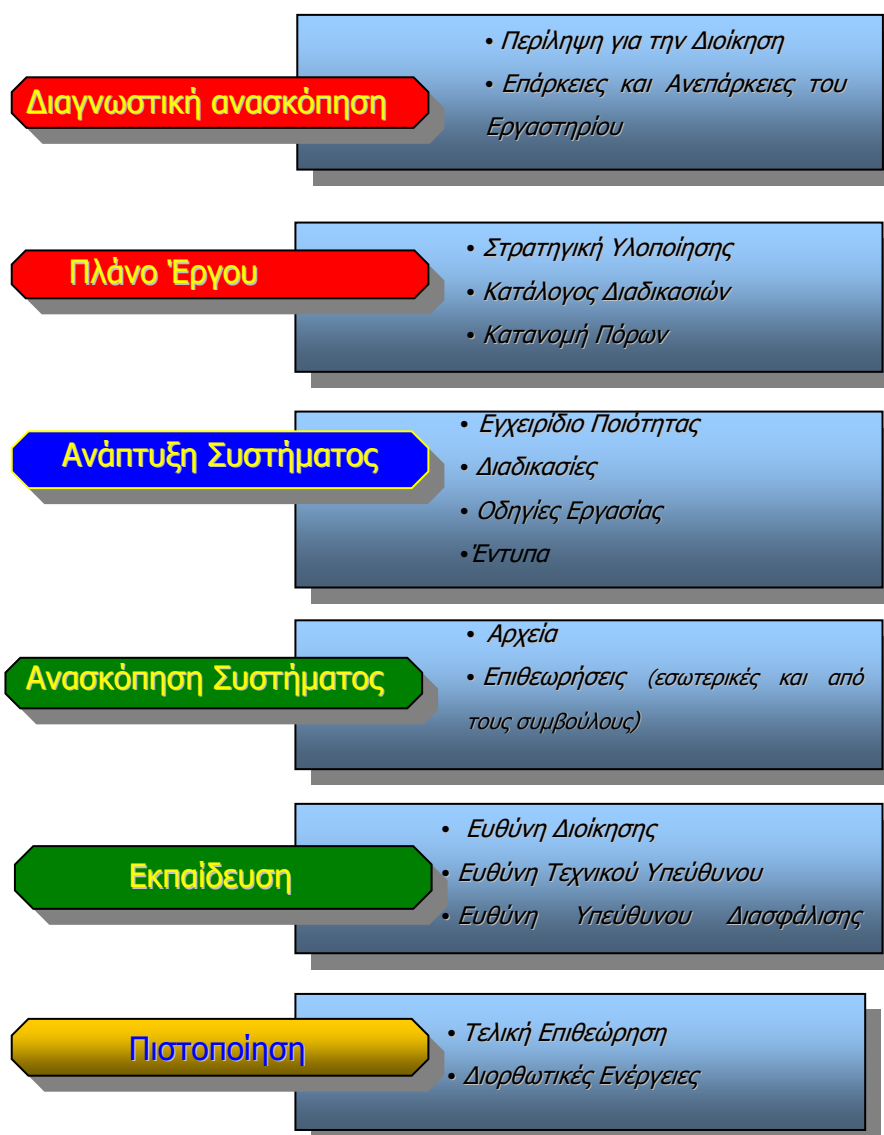 Διαγνωστική ανασκόπηση
• Περίληψη για την Διοίκηση
• Επάρκειες και Ανεπάρκειες του
Εργαστηρίου
Πλάνο Έργου
• Στρατηγική Υλοποίησης
• Κατάλογος Διαδικασιών
• Κατανομή Πόρων
Ανάπτυξη Συστήματος
• Εγχειρίδιο Ποιότητας
• Διαδικασίες
• Οδηγίες Εργασίας
•Έντυπα
Ανασκόπηση Συστήματος
• Αρχεία
• Επιθεωρήσεις (εσωτερικές και από
τους συμβούλους)
Εκπαίδευση
• Ευθύνη Διοίκησης
• Ευθύνη Τεχνικού Υπεύθυνου
• Ευθύνη Υπεύθυνου Διασφάλισης
Πιστοποίηση
• Τελική Επιθεώρηση
• Διορθωτικές Ενέργειες